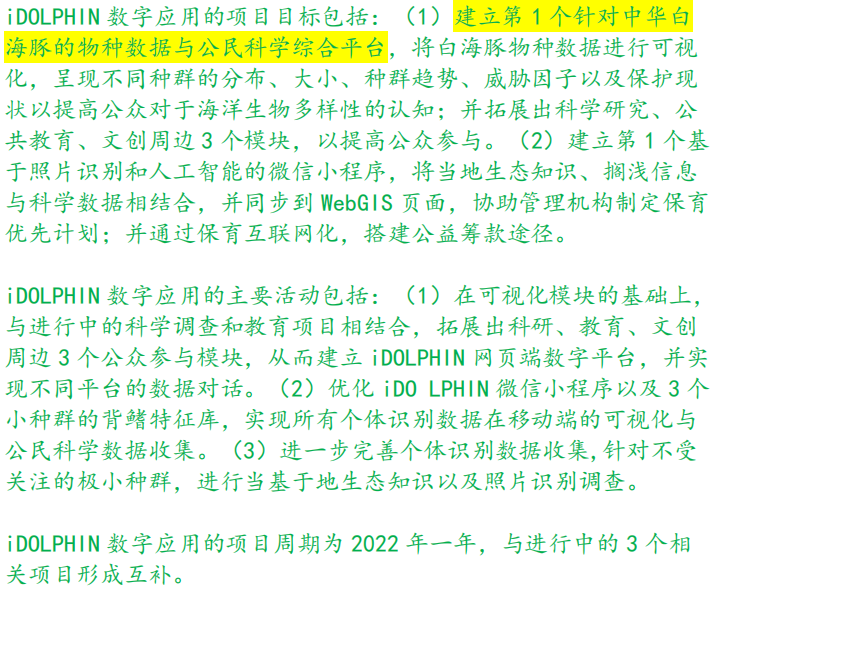 iDOLPHIN 数字应用的项目目标包括：（1）建立第 1 个针对中华白
海豚的物种数据与公民科学综合平台，将白海豚物种数据进行可视
化，呈现不同种群的分布、大小、种群趋势、威胁因子以及保护现
状以提高公众对于海洋生物多样性的认知；并拓展出科学研究、公
共教育、文创周边 3 个模块，以提高公众参与。（2）建立第 1 个基
于照片识别和人工智能的微信小程序，将当地生态知识、搁浅信息
与科学数据相结合，并同步到 WebGIS 页面，协助管理机构制定保育
优先计划；并通过保育互联网化，搭建公益筹款途径。
iDOLPHIN 数字应用的主要活动包括：（1）在可视化模块的基础上，
与进行中的科学调查和教育项目相结合，拓展出科研、教育、文创
周边 3 个公众参与模块，从而建立 iDOLPHIN 网页端数字平台，并实
现不同平台的数据对话。（2）优化 iDO LPHIN 微信小程序以及 3 个
小种群的背鳍特征库，实现所有个体识别数据在移动端的可视化与
公民科学数据收集。（3）进一步完善个体识别数据收集,针对不受
关注的极小种群，进行当基于地生态知识以及照片识别调查。
iDOLPHIN 数字应用的项目周期为 2022 年一年，与进行中的 3 个相
关项目形成互补。